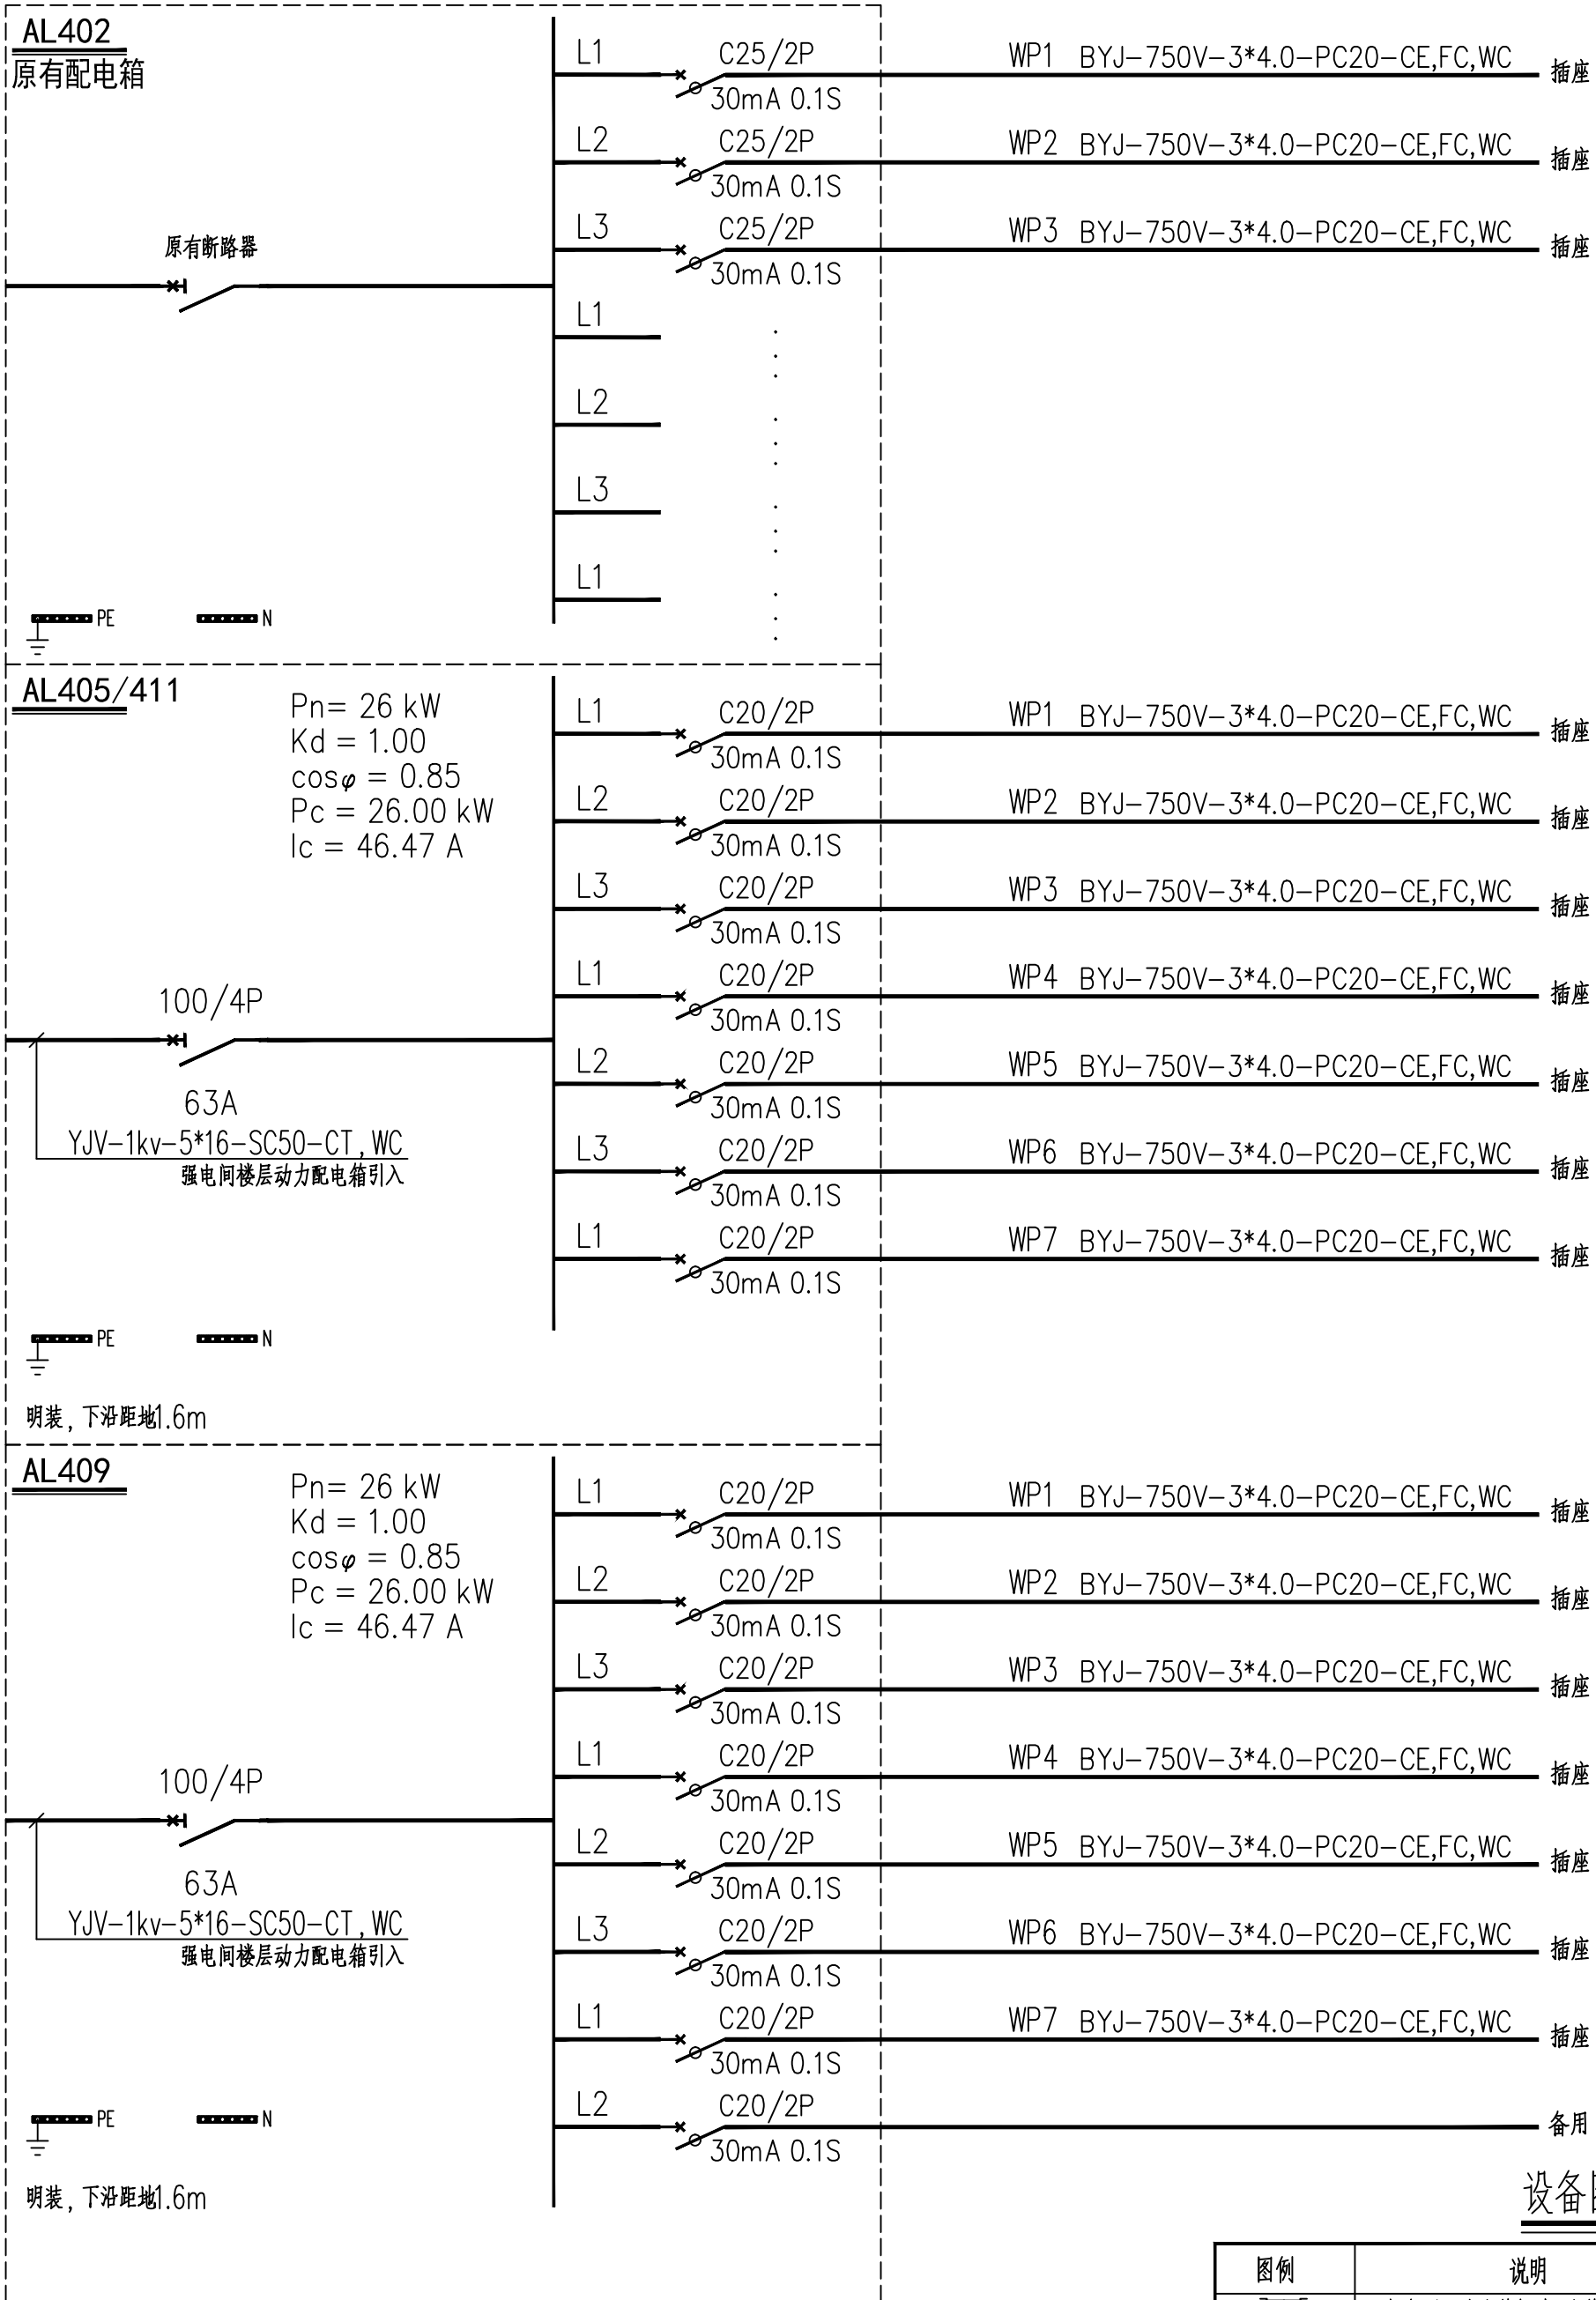 AL402
原有配电箱
原有断路器
PE
N
L1 C25/2P WP1 BYJ-750V-3*4.0-PC20-CE,FC,WC 插座
30mA 0.1S
L2 C25/2P WP2 BYJ-750V-3*4.0-PC20-CE,FC,WC 插座
30mA 0.1S
L3 C25/2P WP3 BYJ-750V-3*4.0-PC20-CE,FC,WC 插座
30mA 0.1S
L1
L2
L3
L1
AL405/411
Pn= 26 kW
Kd = 1.00
cosφ = 0.85
Pc = 26.00 kW
Ic = 46.47 A
100/4P
63A
YJV-1kv-5*16-SC50-CT,WC
强电间楼层动力配电箱引入
PE
N
明装,下沿距地1.6m
L1 C20/2P WP1 BYJ-750V-3*4.0-PC20-CE,FC,WC 插座
30mA 0.1S
L2 C20/2P WP2 BYJ-750V-3*4.0-PC20-CE,FC,WC 插座
30mA 0.1S
L3 C20/2P WP3 BYJ-750V-3*4.0-PC20-CE,FC,WC 插座
30mA 0.1S
L1 C20/2P WP4 BYJ-750V-3*4.0-PC20-CE,FC,WC 插座
30mA 0.1S
L2 C20/2P WP5 BYJ-750V-3*4.0-PC20-CE,FC,WC 插座
30mA 0.1S
L3 C20/2P WP6 BYJ-750V-3*4.0-PC20-CE,FC,WC 插座
30mA 0.1S
L1 C20/2P WP7 BYJ-750V-3*4.0-PC20-CE,FC,WC 插座
30mA 0.1S
AL409
Pn= 26 kW
Kd = 1.00
cosφ = 0.85
Pc = 26.00 kW
Ic = 46.47 A
100/4P
63A
YJV-1kv-5*16-SC50-CT,WC
强电间楼层动力配电箱引入
PE
N
明装,下沿距地1.6m
L1 C20/2P WP1 BYJ-750V-3*4.0-PC20-CE,FC,WC 插座
30mA 0.1S
L2 C20/2P WP2 BYJ-750V-3*4.0-PC20-CE,FC,WC 插座
30mA 0.1S
L3 C20/2P WP3 BYJ-750V-3*4.0-PC20-CE,FC,WC 插座
30mA 0.1S
L1 C20/2P WP4 BYJ-750V-3*4.0-PC20-CE,FC,WC 插座
30mA 0.1S
L2 C20/2P WP5 BYJ-750V-3*4.0-PC20-CE,FC,WC 插座
30mA 0.1S
L3 C20/2P WP6 BYJ-750V-3*4.0-PC20-CE,FC,WC 插座
30mA 0.1S
L1 C20/2P WP7 BYJ-750V-3*4.0-PC20-CE,FC,WC 插座
30mA 0.1S
L2 C20/2P 备用
30mA 0.1S
设备
图例 说明